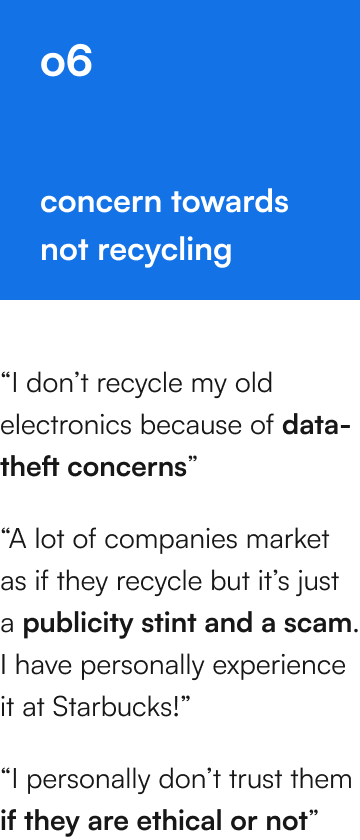 o6
concern towards
not recycling
“I don’t recycle my old
electronics because of data-
theft concerns”
“A lot of companies market
as if they recycle but it’s just
a publicity stint and a scam.
I have personally experience
it at Starbucks!”
“I personally don’t trust them
if they are ethical or not”